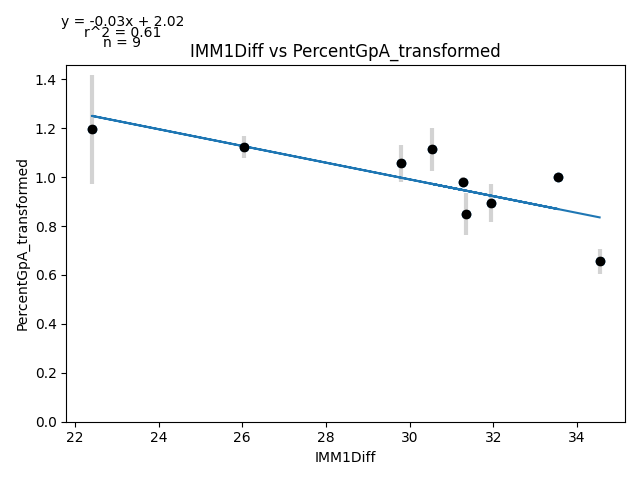 y = -0.03x + 2.02
r^2 = 0.61
n = 9
IMM1Diff vs PercentGpA_transformed
PercentGpA_transformed
1.4
1.2
1.0
0.8
0.6
0.4
0.2
0.0
22
24
26
28
30
32
34
IMM1Diff